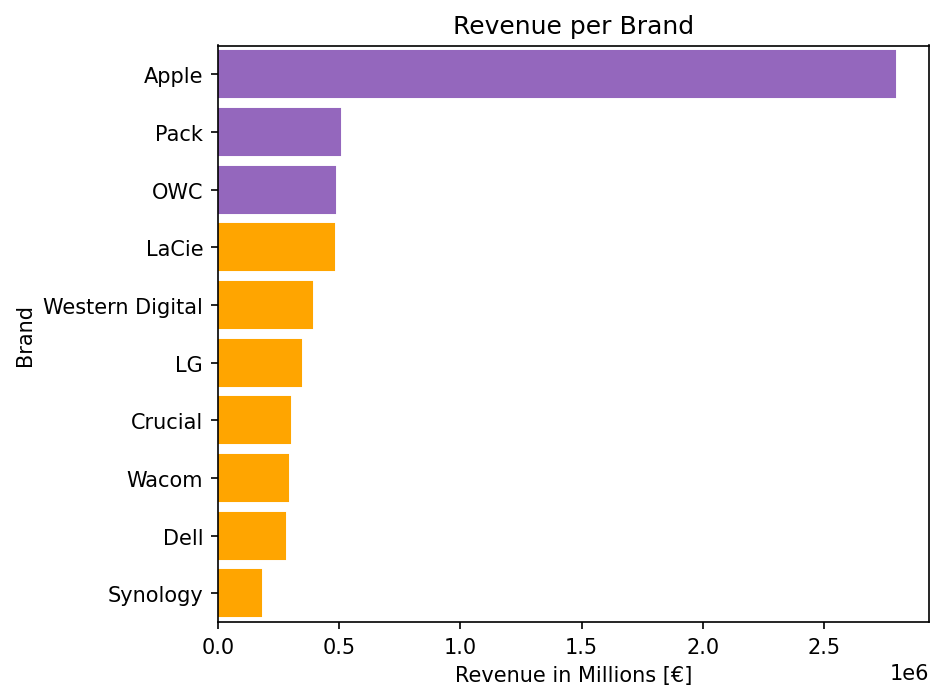 Revenue per Brand
Apple
Pack
OWC
LaCie
Western Digital
LG
Crucial
Wacom
Dell
Synology
Brand
0.0 0.5 1.0 1.5 2.0 2.5
1e6
Revenue in Millions [€]